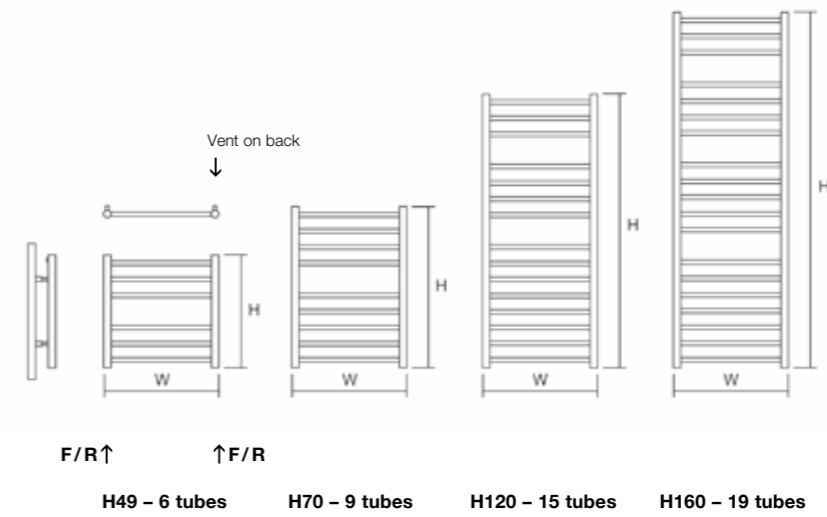 Vent on back
↓
H
H
H
H
W
W
W
W
F/R↑ ↑F/R
H49 – 6 tubes H70 – 9 tubes H120 – 15 tubes H160 – 19 tubes